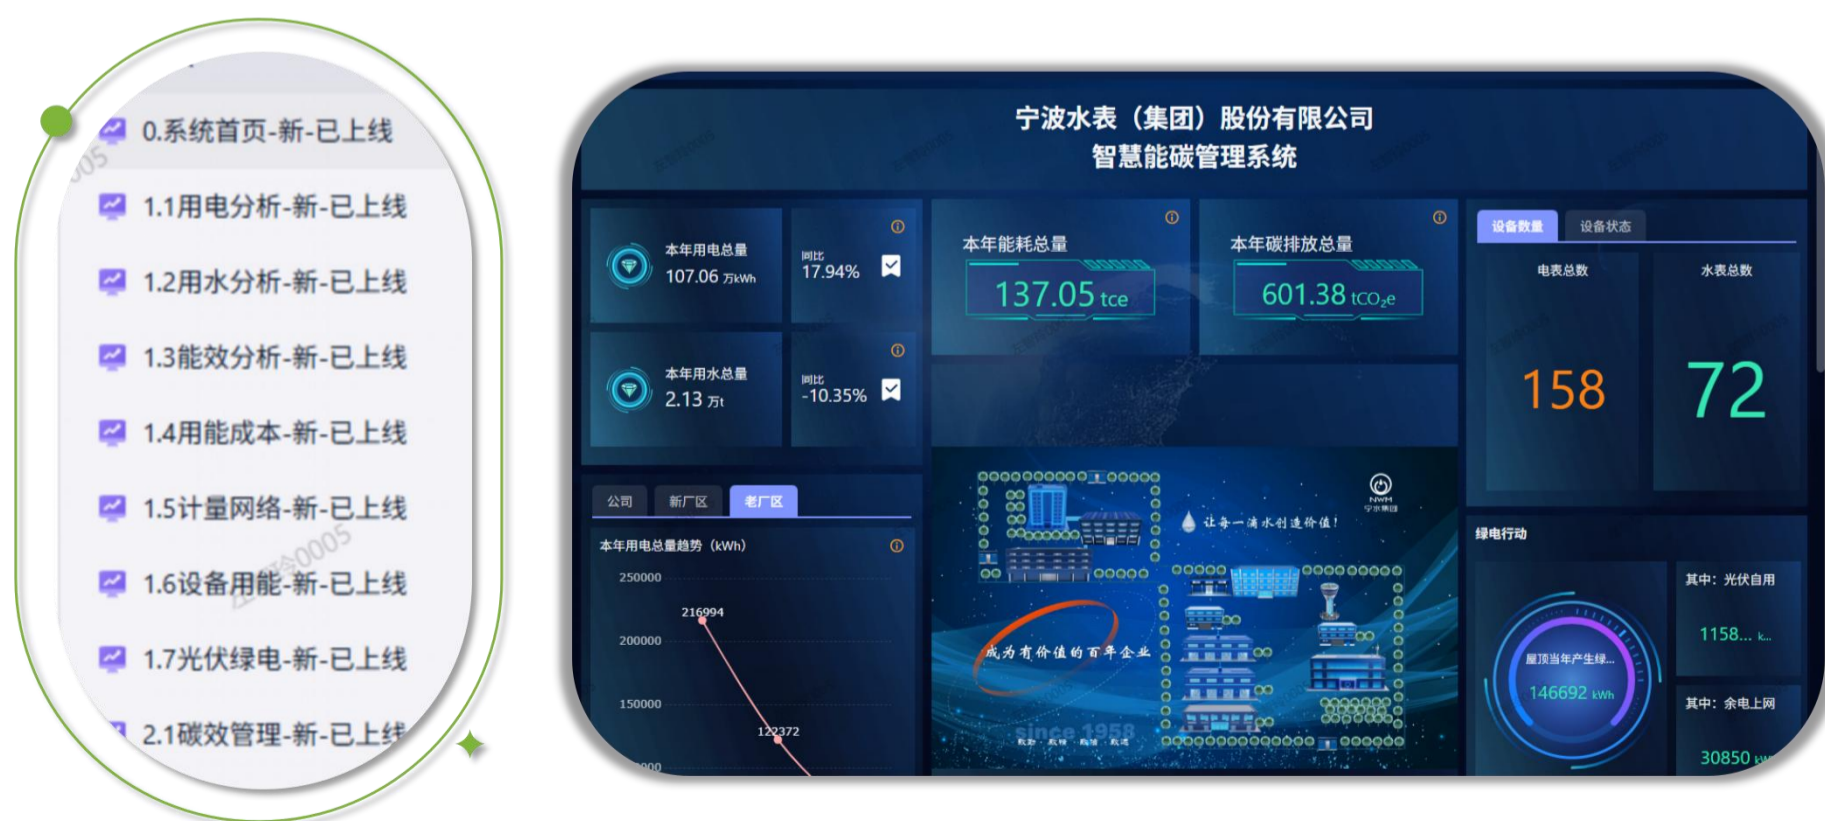 0.系统首页-新-已上线
1.1用电分析-新-已上线
1.2用水分析-新-已上线
1.3能效分析-新-已上线
1.4用能成本-新-已上线
1.5计量网络-新-已上线
1.6设备用能-新-已上线
1.7光伏绿电-新-已上线
2.1碳效管理-新-已上线
宁波水表（集团）股份有限公司
智慧能碳管理系统
本年用电总量
107.06 万kWh
同比
17.94%
本年用水总量
2.13 万t
同比
-10.35%
公司 新厂区 老厂区
本年用电总量趋势（kWh）
250000
216994
200000
150000
122372
本年能耗总量
137.05 tce
本年碳排放总量
601.38 tCO₂e
NWM
宁水集团
让每一滴水创造价值！
成为有价值的百年企业
since 1958
设备数量 设备状态
电表总数
158
水表总数
72
绿电行动
屋顶当年产生绿...
146692 kWh
其中：光伏自用
1158... k...
其中：余电上网
30850